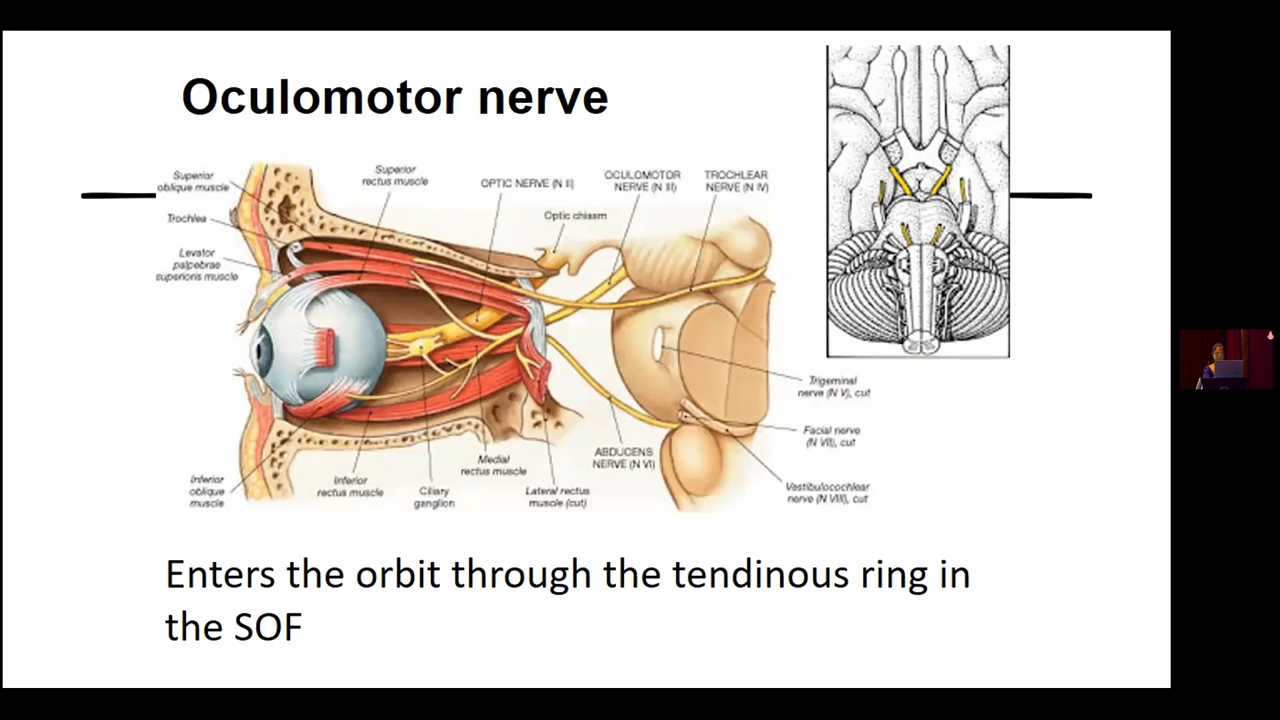 Oculomotor nerve
Superior
oblique muscle
Superior
rectus muscle
OPTIC NERVE (N II)
OCULOMOTOR
NERVE (N III)
TROCHLEAR
NERVE (N IV)
Trochlea
Optic chiasm
Levator
palpebrae
superioris muscle
Trigeminal
nerve (N V), cut
Facial nerve
(N VII), cut
ABDUCENS
NERVE (N VI)
Medial
rectus muscle
Inferior
oblique
muscle
Inferior
rectus muscle
Ciliary
ganglion
Lateral rectus
muscle (cut)
Vestibulocochlear
nerve (N VIII), cut
Enters the orbit through the tendinous ring in
the SOF